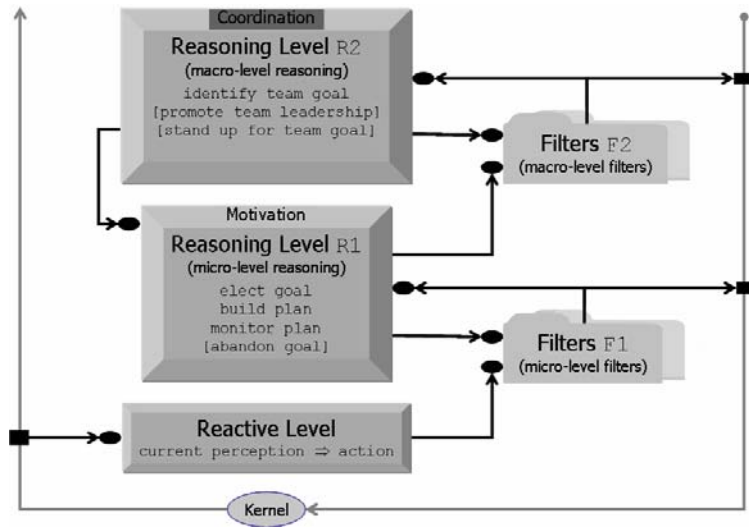 Coordination
Reasoning Level R2
(macro-level reasoning)
identify team goal
[promote team leadership]
[stand up for team goal]
Filters F2
(macro-level filters)
Motivation
Reasoning Level R1
(micro-level reasoning)
elect goal
build plan
monitor plan
[abandon goal]
Filters F1
(micro-level filters)
Reactive Level
current perception ⇒ action
Kernel